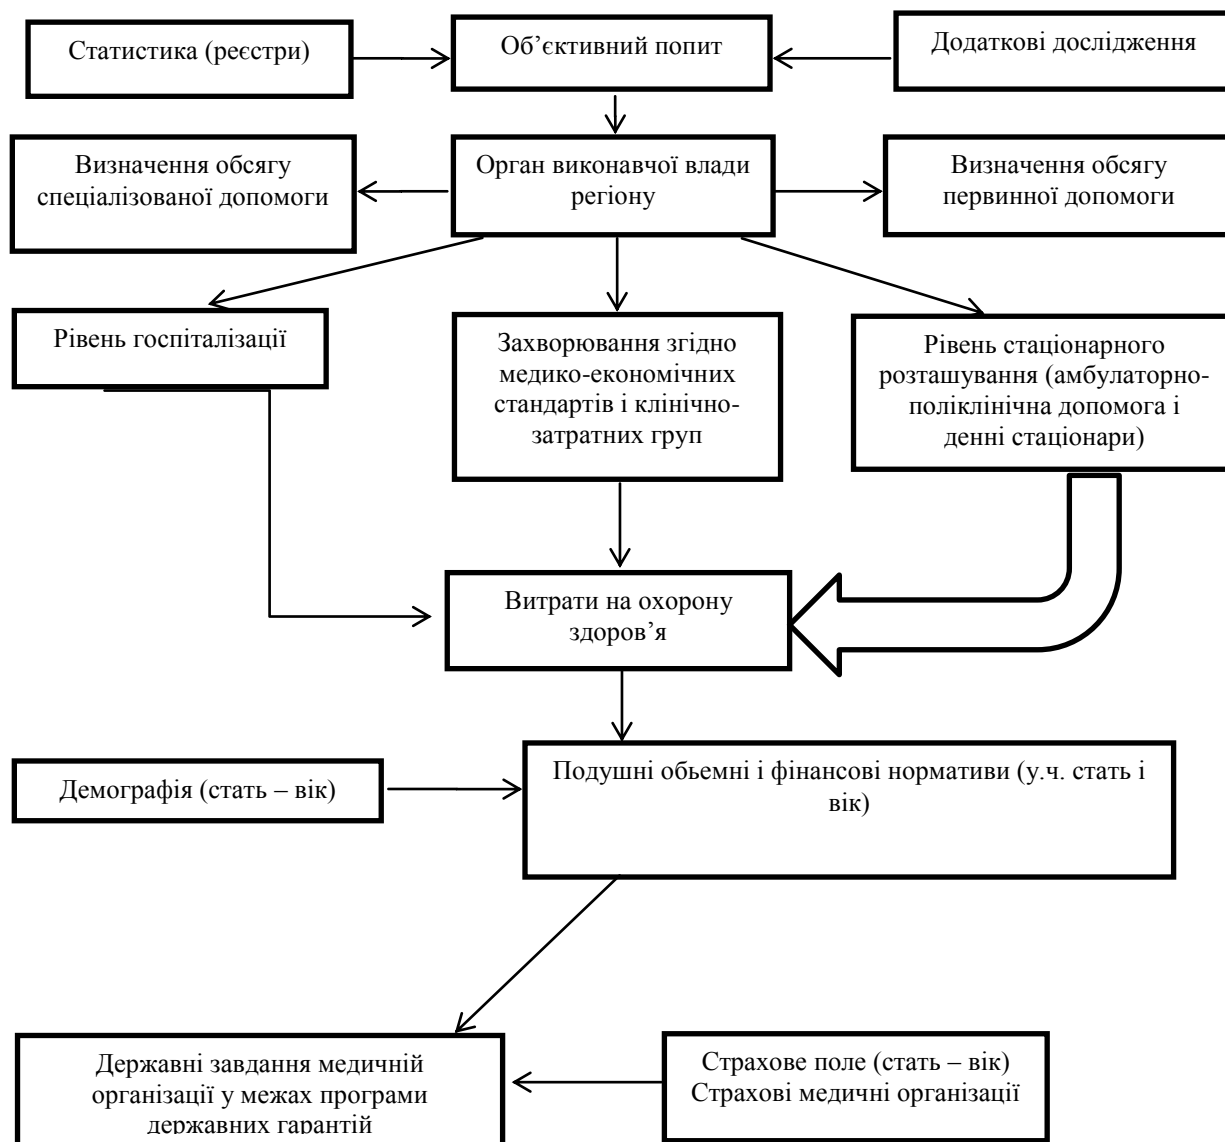 Статистика (реєстри)
Об’єктивний попит
Додаткові дослідження
Визначення обсягу
спеціалізованої допомоги
Орган виконавчої влади
регіону
Визначення обсягу
первинної допомоги
Рівень госпіталізації
Захворювання згідно
медико-економічних
стандартів і клінічно-
затратних груп
Рівень стаціонарного
розташування (амбулаторно-
поліклінічна допомога і
денні стаціонари)
Витрати на охорону
здоров’я
Демографія (стать – вік)
Подушні обьемні і фінансові нормативи (у.ч. стать і
вік)
Державні завдання медичній
організації у межах програми
державних гарантій
Страхове поле (стать – вік)
Страхові медичні організації